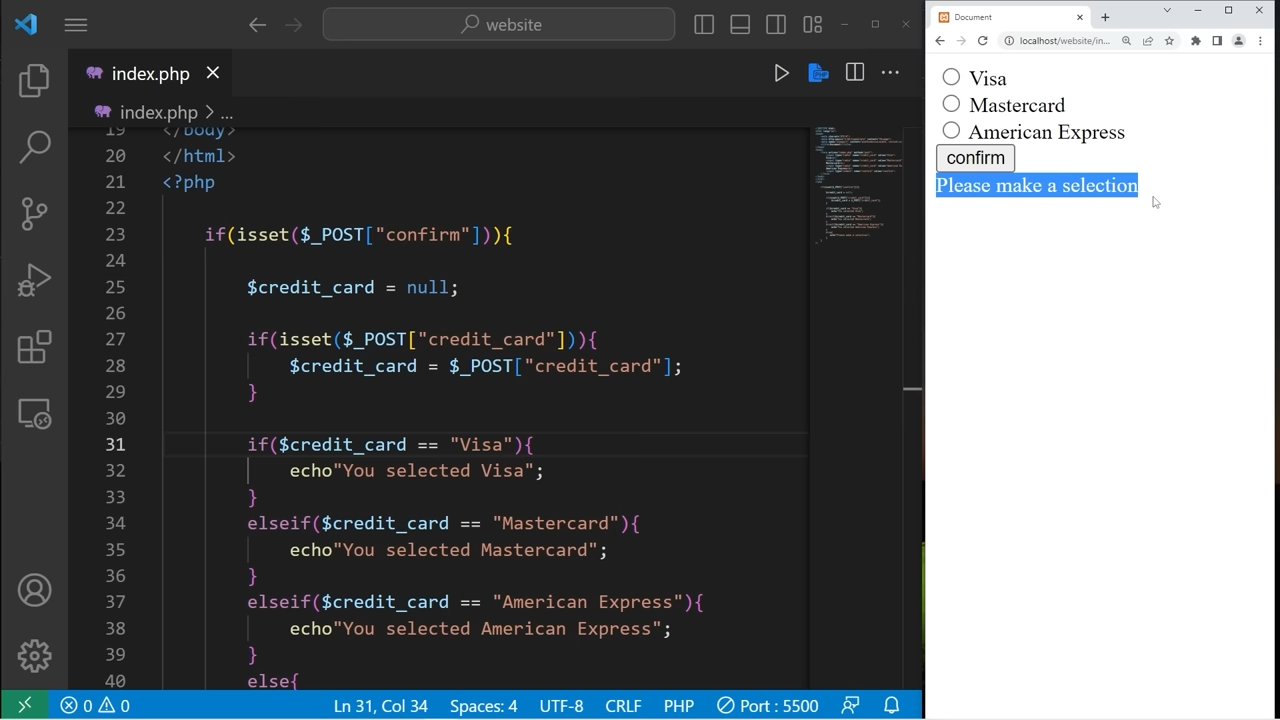 website
index.php
index.php > ...
19 </body>
20 </html>
21 <?php
22
23 if(isset($_POST["confirm"])){
24
25 $credit_card = null;
26
27 if(isset($_POST["credit_card"])){
28 $credit_card = $_POST["credit_card"];
29 }
30
31 if($credit_card == "Visa"){
32 echo"You selected Visa";
33 }
34 elseif($credit_card == "Mastercard"){
35 echo"You selected Mastercard";
36 }
37 elseif($credit_card == "American Express"){
38 echo"You selected American Express";
39 }
40 else{
0 0 Ln 31, Col 34 Spaces: 4 UTF-8 CRLF PHP Port : 5500
Document
localhost/website/in...
Visa
Mastercard
American Express
confirm
Please make a selection